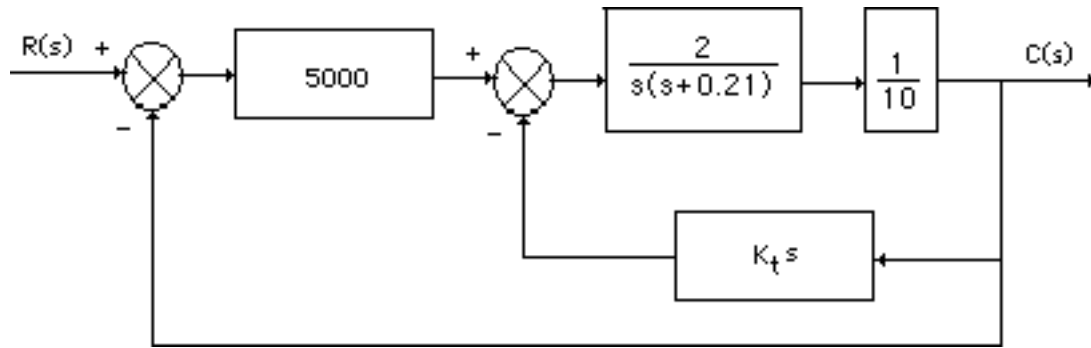 R(s)
+
-
5000
+
-
2
s(s+0.21)
1
10
C(s)
Kₜ s